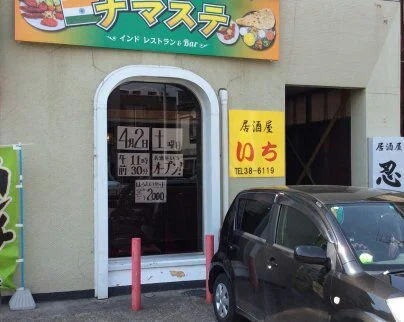 ナマステ
インド レストラン & Bar
4月2日 土曜
午前 11時30分
オープン!
2000
居酒屋
いち
TEL38-6119
居酒屋
忍